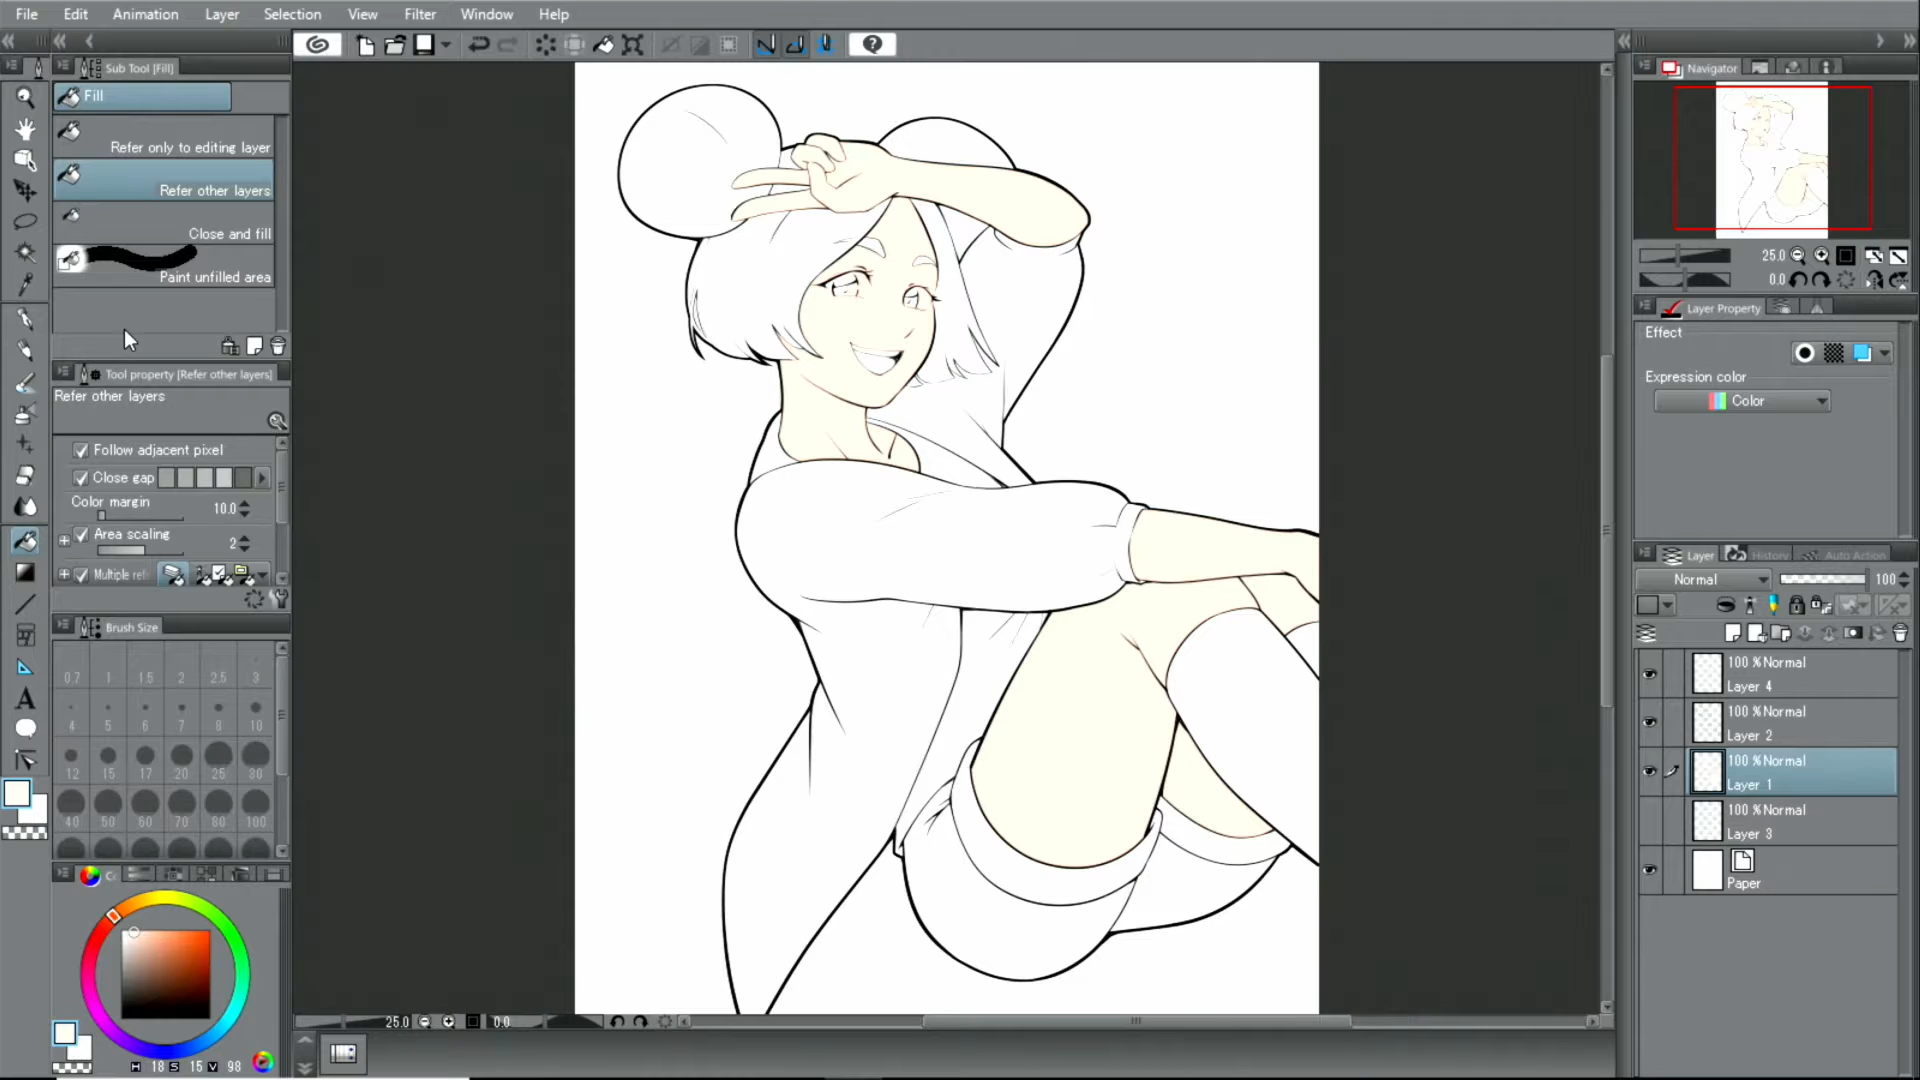 File Edit Animation Layer Selection View Filter Window Help
Sub Tool [Fill]
Fill
Refer only to editing layer
Refer other layers
Close and fill
Paint unfilled area
Tool property [Refer other layers]
Refer other layers
Follow adjacent pixel
Close gap
Color margin 10.0
Area scaling 2
Multiple ref
Brush Size
0.7 1 1.5 2 2.5 3
4 5 6 7 8 10
12 15 17 20 25 30
40 50 60 70 80 100
H 18 S 15 V 98
25.0 0.0
Navigator
25.0
0.0
Layer Property
Effect
Expression color
Color
Layer History Auto Action
Normal 100
100 %Normal
Layer 4
100 %Normal
Layer 2
100 %Normal
Layer 1
100 %Normal
Layer 3
Paper
A